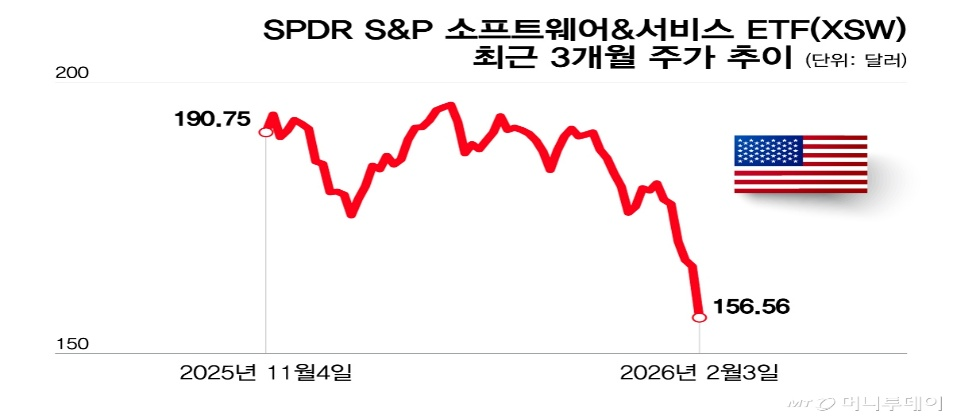 SPDR S&P 소프트웨어&서비스 ETF(XSW)
최근 3개월 주가 추이 (단위: 달러)
200
190.75
156.56
150
2025년 11월4일
2026년 2월3일
MT 머니투데이